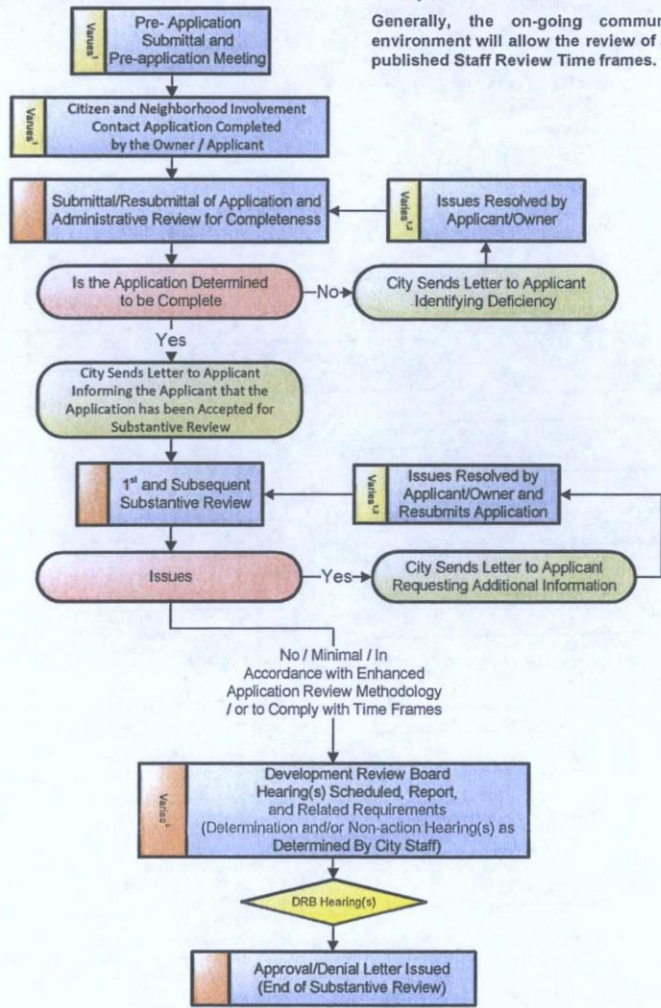 Generally, the on-going commun
environment will allow the review of
published Staff Review Time frames.
Varues¹
Pre- Application
Submittal and
Pre-application Meeting
Varues¹
Citizen and Neighborhood Involvement
Contact Application Completed
by the Owner / Applicant
Submittal/Resubmittal of Application and
Administrative Review for Completeness
Varies¹,²
Issues Resolved by
Applicant/Owner
Is the Application Determined
to be Complete
No
City Sends Letter to Applicant
Identifying Deficiency
Yes
City Sends Letter to Applicant
Informing the Applicant that the
Application has been Accepted for
Substantive Review
1st and Subsequent
Substantive Review
Varies¹,²
Issues Resolved by
Applicant/Owner and
Resubmits Application
Issues
Yes
City Sends Letter to Applicant
Requesting Additional Information
No / Minimal / In
Accordance with Enhanced
Application Review Methodology
/ or to Comply with Time Frames
Varies
Development Review Board
Hearing(s) Scheduled, Report,
and Related Requirements
(Determination and/or Non-action Hearing(s) as
Determined By City Staff)
DRB Hearing(s)
Approval/Denial Letter Issued
(End of Substantive Review)